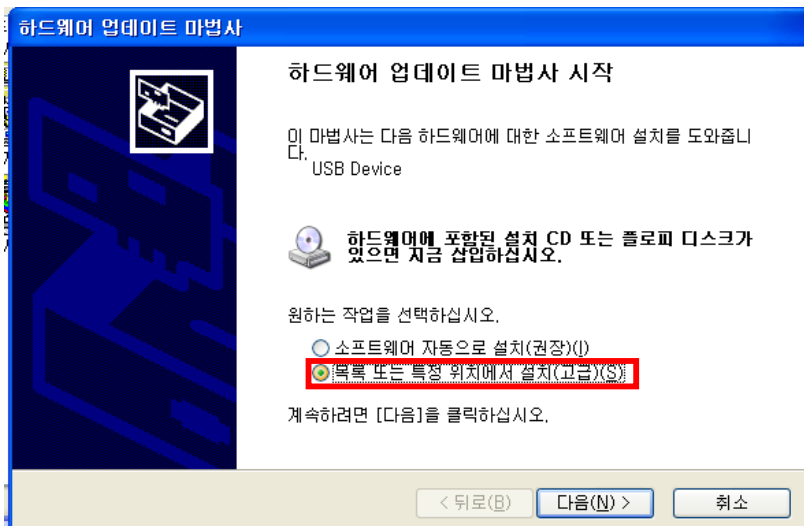 하드웨어 업데이트 마법사
하드웨어 업데이트 마법사 시작
이 마법사는 다음 하드웨어에 대한 소프트웨어 설치를 도와줍니
다.
USB Device
하드웨어에 포함된 설치 CD 또는 플로피 디스크가
있으면 지금 삽입하십시오.
원하는 작업을 선택하십시오.
소프트웨어 자동으로 설치(권장)(I)
목록 또는 특정 위치에서 설치(고급)(S)
계속하려면 [다음]을 클릭하십시오.
< 뒤로(B) 다음(N) > 취소